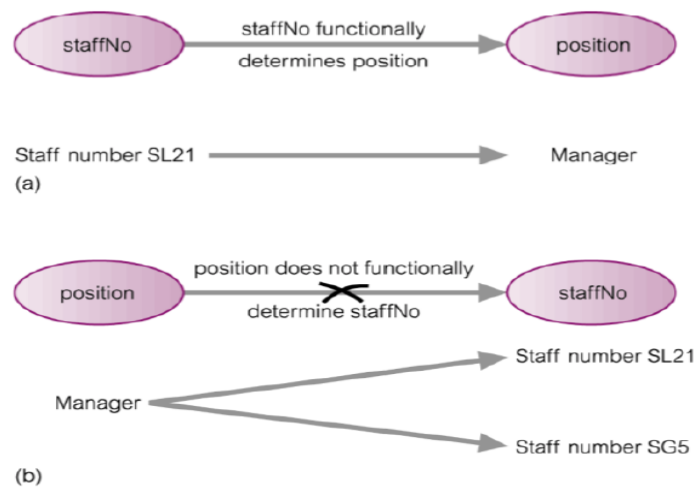 staffNo
staffNo functionally
determines position
position
Staff number SL21
Manager
(a)
position
position does not functionally
determine staffNo
staffNo
Staff number SL21
Manager
Staff number SG5
(b)